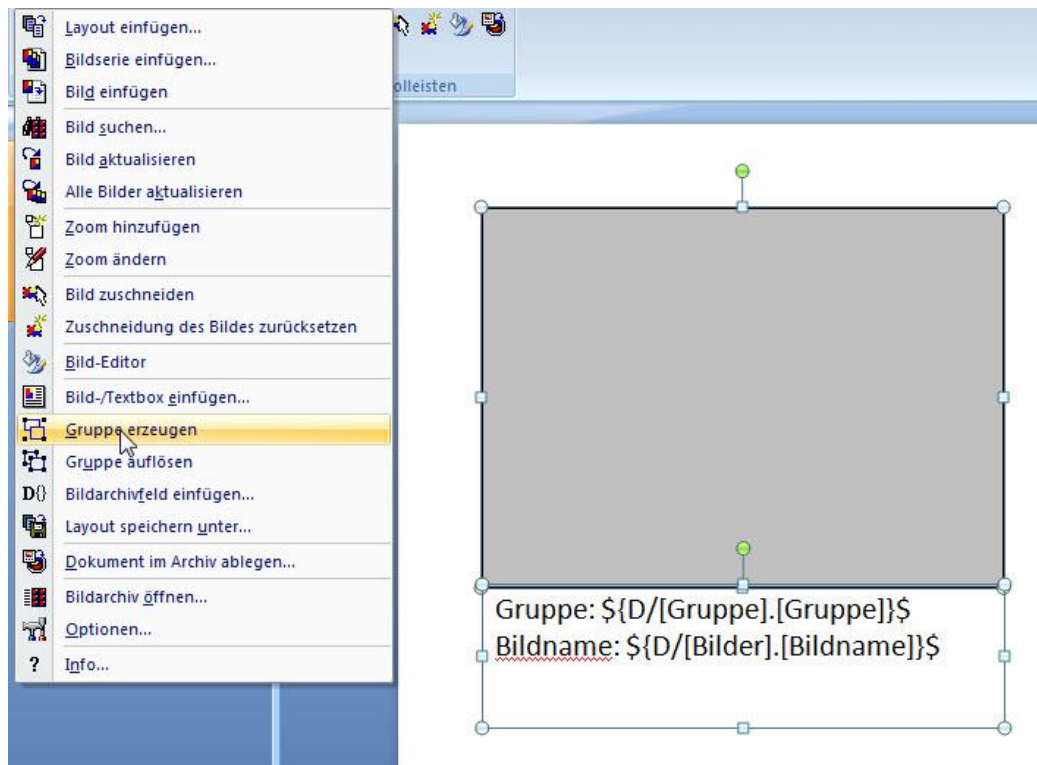 Layout einfügen...
Bildserie einfügen...
Bild einfügen
Bild suchen...
Bild aktualisieren
Alle Bilder aktualisieren
Zoom hinzufügen
Zoom ändern
Bild zuschneiden
Zuschneidung des Bildes zurücksetzen
Bild-Editor
Bild-/Textbox einfügen...
Gruppe erzeugen
Gruppe auflösen
D{} Bildarchivfeld einfügen...
Layout speichern unter...
Dokument im Archiv ablegen...
Bildarchiv öffnen...
Optionen...
? Info...
olleisten
Gruppe: ${D/[Gruppe].[Gruppe]}$
Bildname: ${D/[Bilder].[Bildname]}$